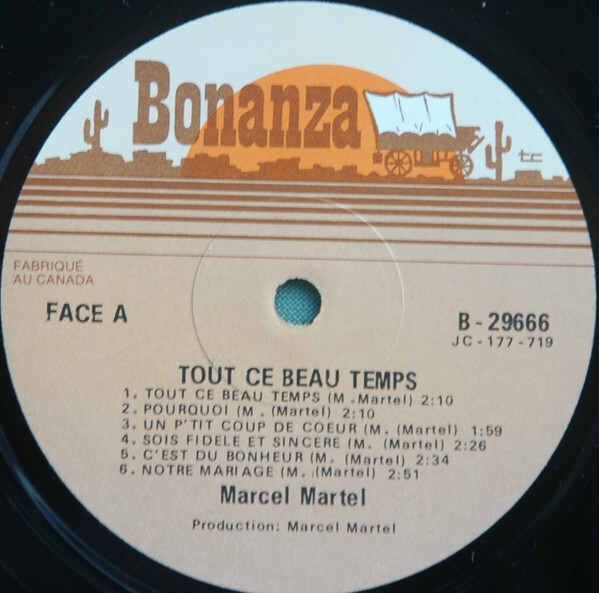 Bonanza
tc
FABRIQUÉ
AU CANADA
FACE A
B-29666
JC-177-719
TOUT CE BEAU TEMPS
1. TOUT CE BEAU TEMPS (M .Martel) 2:10
2. POURQUOI (M . (Martel) 2:10
3. UN P'TIT COUP DE COEUR (M. (Martel) 1:59
4. SOIS FIDELE ET SINCERE (M. (Martel) 2:26
5. C'EST DU BONHEUR (M. (Martel) 2:34
6. NOTRE MARIAGE (M. .(Martel) 2:51
Marcel Martel
Production: Marcel Martel